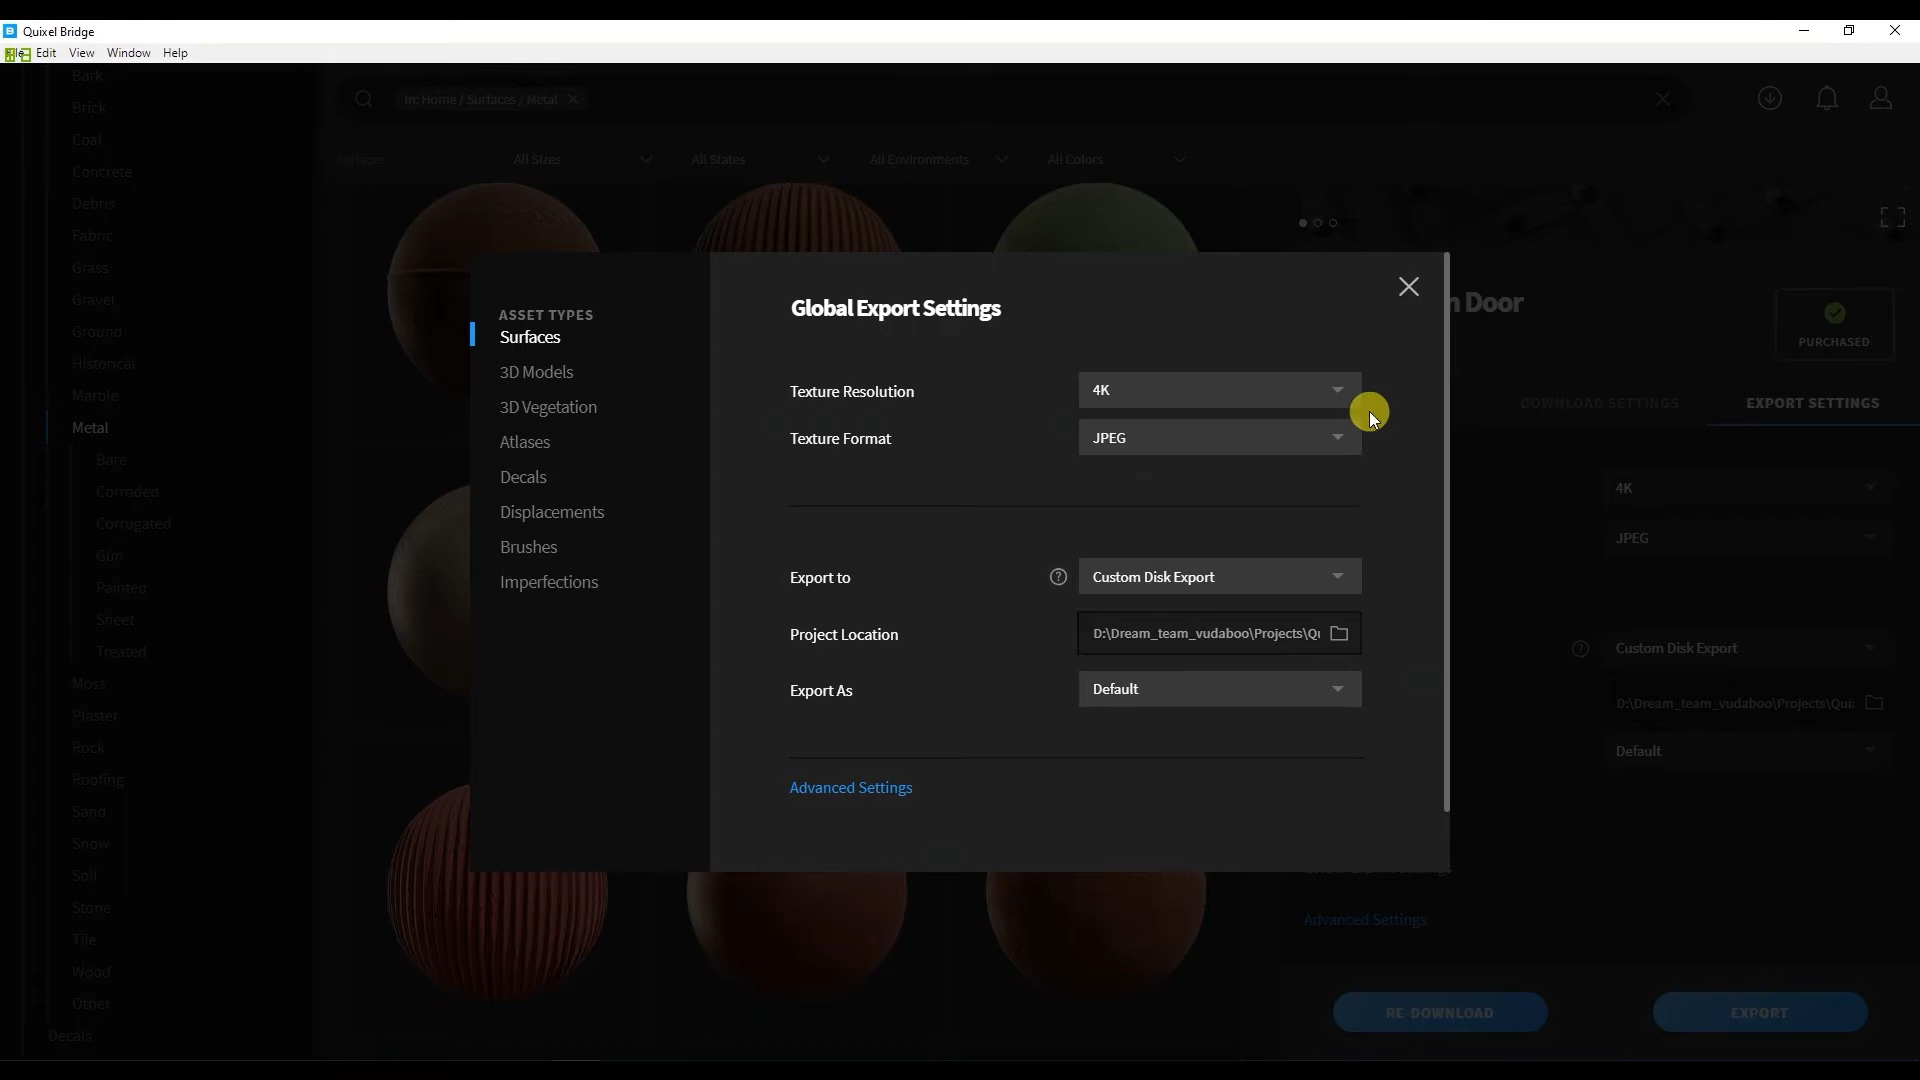 Quixel Bridge
Edit View Window Help
Bark
Brick
Coal
Concrete
Debris
Fabric
Grass
Gravel
Ground
Historical
Marble
Metal
Bare
Corroded
Corrugated
Gun
Painted
Sheet
Treated
Moss
Plaster
Rock
Roofing
Sand
Snow
Soil
Stone
Tile
Wood
Other
Decals
In: Home / Surfaces / Metal
Surfaces All Sizes All States All Environments All Colors
ASSET TYPES
Surfaces
3D Models
3D Vegetation
Atlases
Decals
Displacements
Brushes
Imperfections
Global Export Settings
Texture Resolution 4K
Texture Format JPEG
Export to ? Custom Disk Export
Project Location D:\Dream_team_vudaboo\Projects\Qu
Export As Default
Advanced Settings
Door
PURCHASED
DOWNLOAD SETTINGS EXPORT SETTINGS
4K
JPEG
? Custom Disk Export
D:\Dream_team_vudaboo\Projects\Qui
Default
Advanced Settings
RE-DOWNLOAD EXPORT